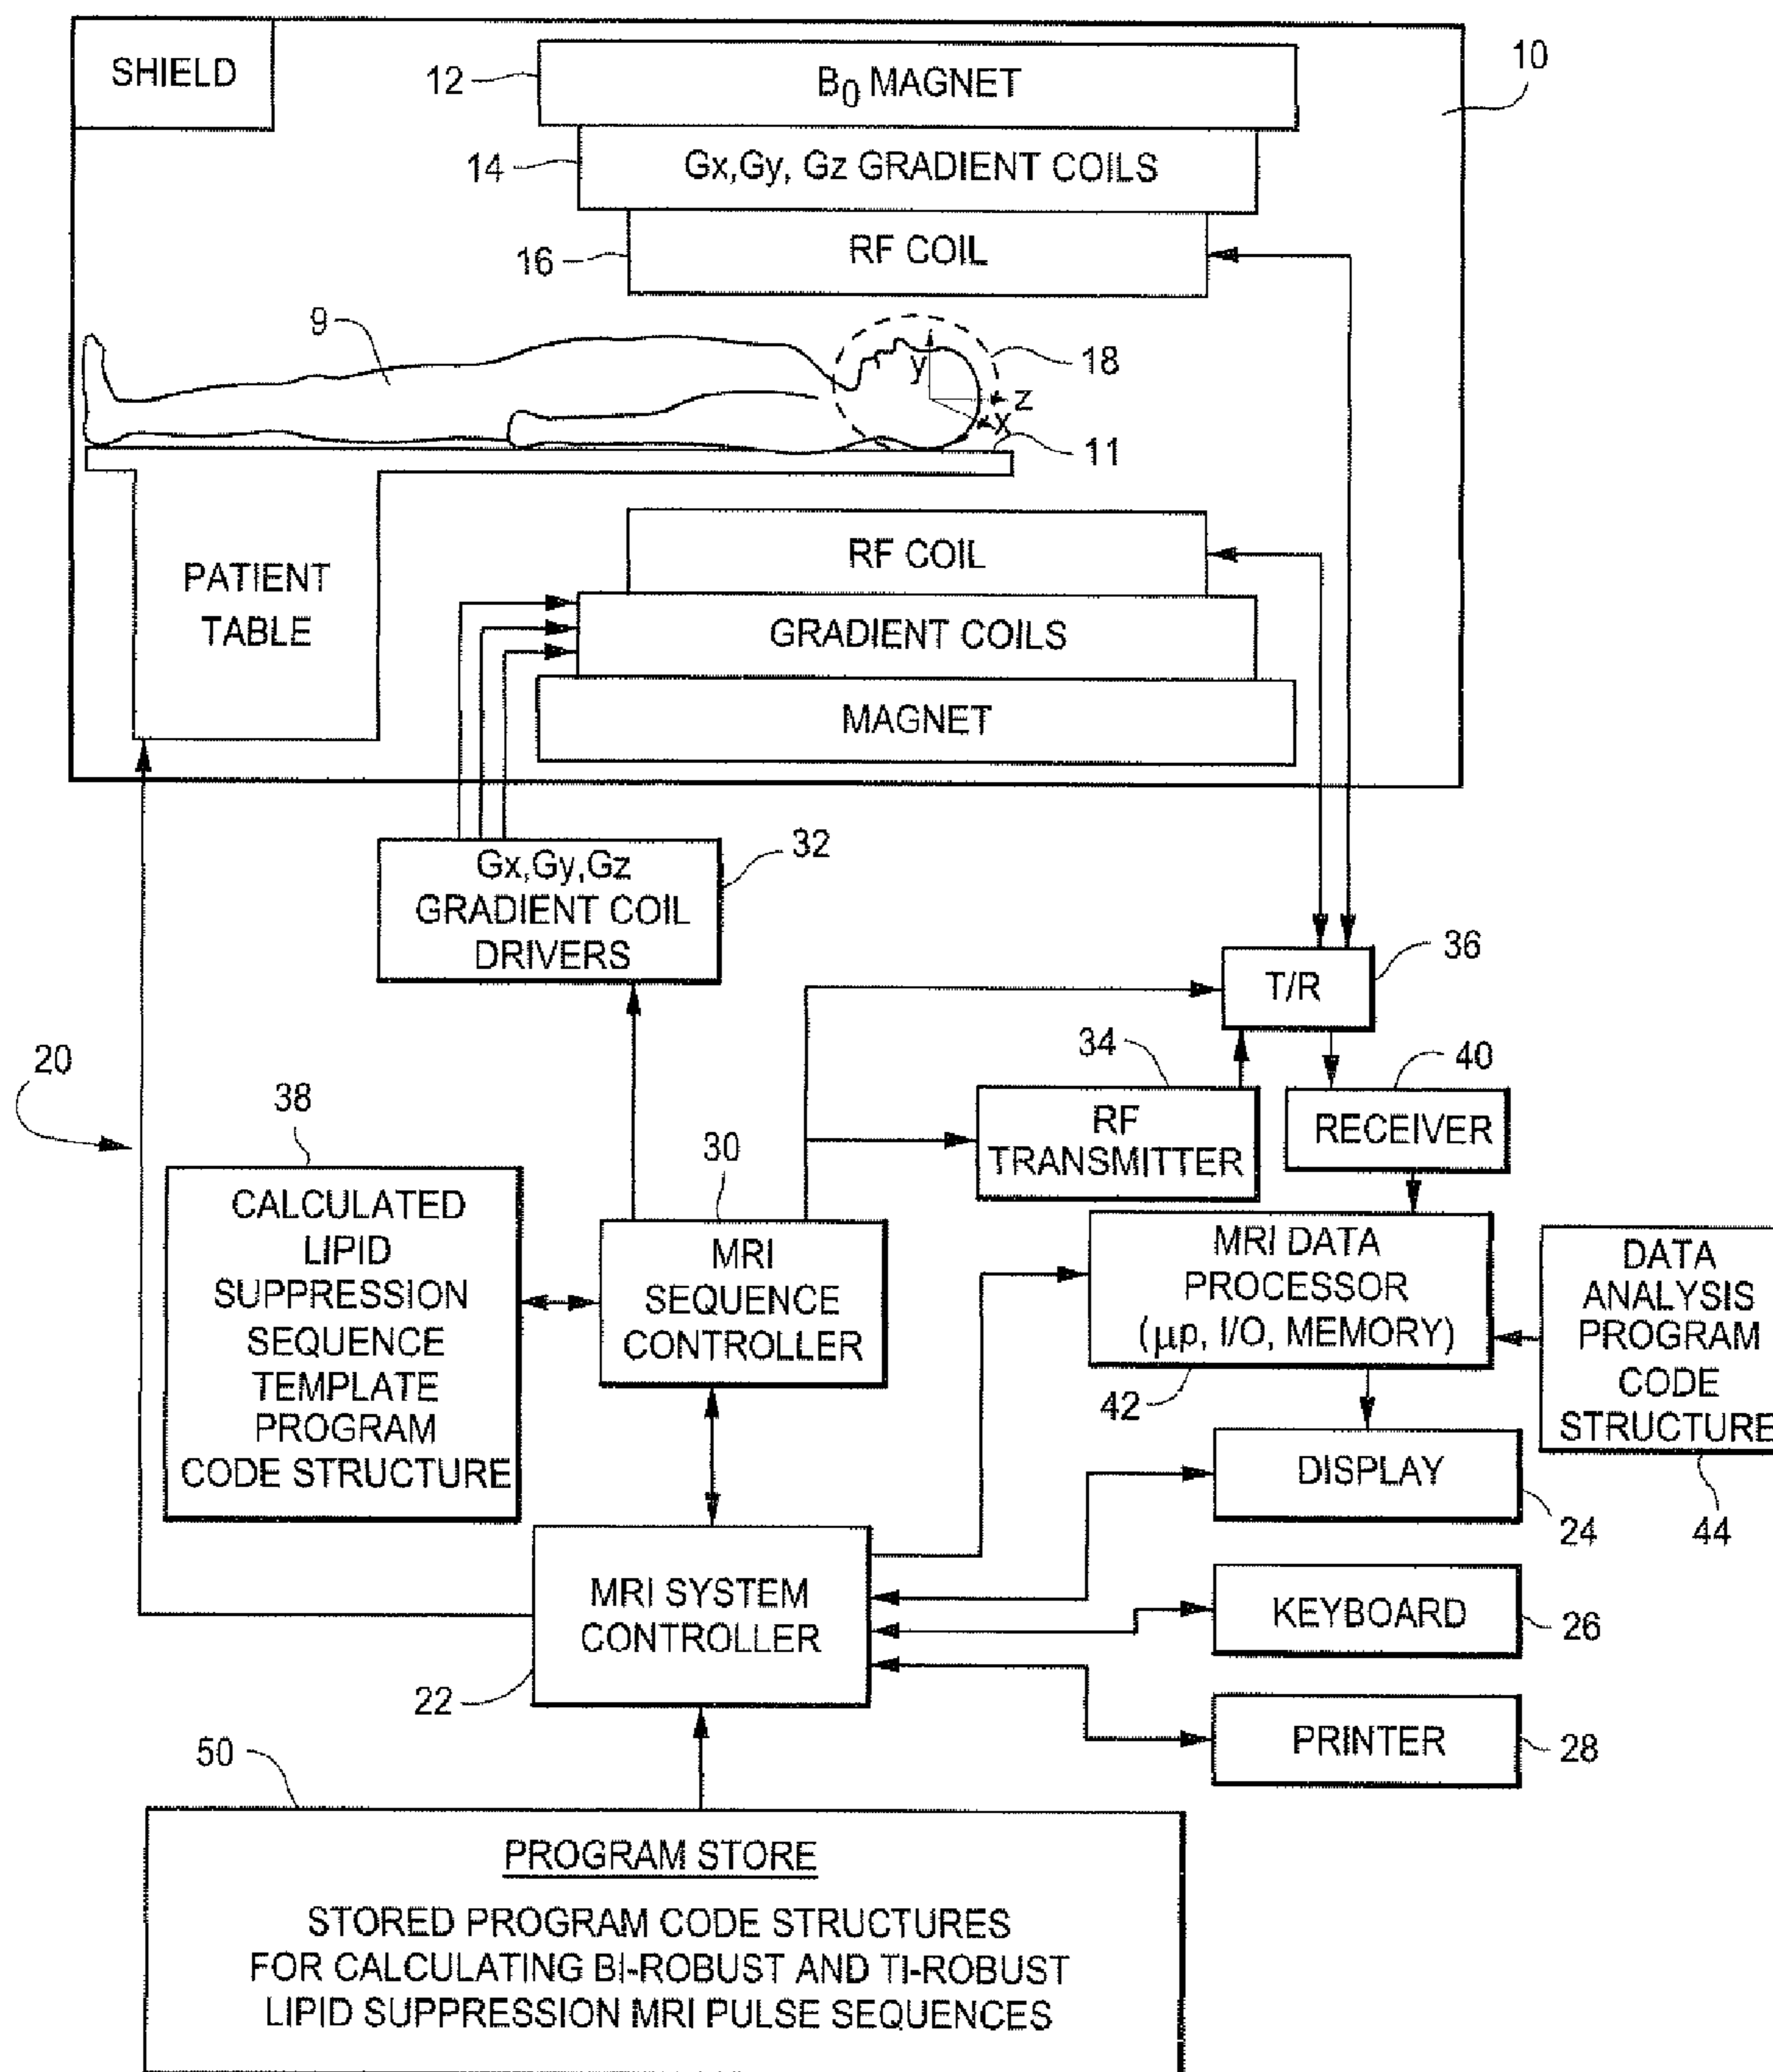 SHIELD
10
12
B0 MAGNET
14
Gx,Gy, Gz GRADIENT COILS
16
RF COIL
9
18
y
z
x
11
PATIENT
TABLE
RF COIL
GRADIENT COILS
MAGNET
32
Gx,Gy,Gz
GRADIENT COIL
DRIVERS
36
T/R
20
34
40
38
RF
TRANSMITTER
RECEIVER
30
CALCULATED
LIPID
SUPPRESSION
SEQUENCE
TEMPLATE
PROGRAM
CODE STRUCTURE
MRI
SEQUENCE
CONTROLLER
MRI DATA
PROCESSOR
(μp, I/O, MEMORY)
42
DATA
ANALYSIS
PROGRAM
CODE
STRUCTURE
44
DISPLAY
24
MRI SYSTEM
CONTROLLER
22
KEYBOARD
26
PRINTER
28
50
PROGRAM STORE
STORED PROGRAM CODE STRUCTURES
FOR CALCULATING BI-ROBUST AND TI-ROBUST
LIPID SUPPRESSION MRI PULSE SEQUENCES